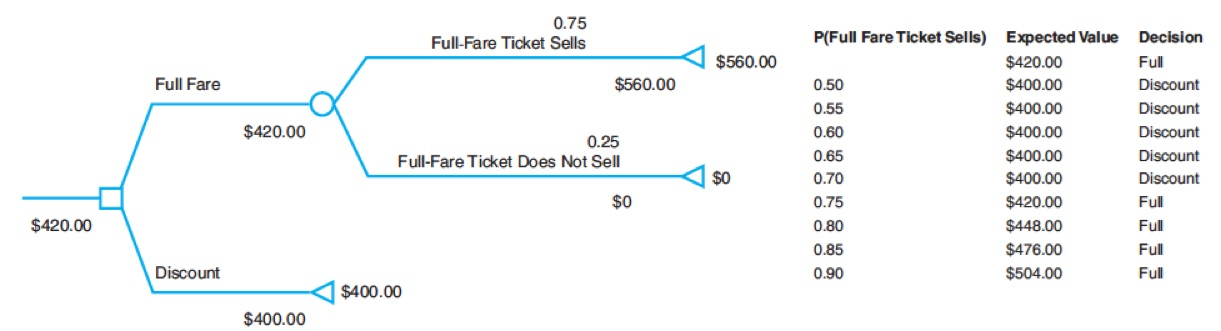 0.75
Full-Fare Ticket Sells
$560.00
$560.00
Full Fare
$420.00
0.25
Full-Fare Ticket Does Not Sell
$0
$0
$420.00
Discount
$400.00
$400.00
P(Full Fare Ticket Sells) Expected Value Decision
$420.00 Full
0.50 $400.00 Discount
0.55 $400.00 Discount
0.60 $400.00 Discount
0.65 $400.00 Discount
0.70 $400.00 Discount
0.75 $420.00 Full
0.80 $448.00 Full
0.85 $476.00 Full
0.90 $504.00 Full